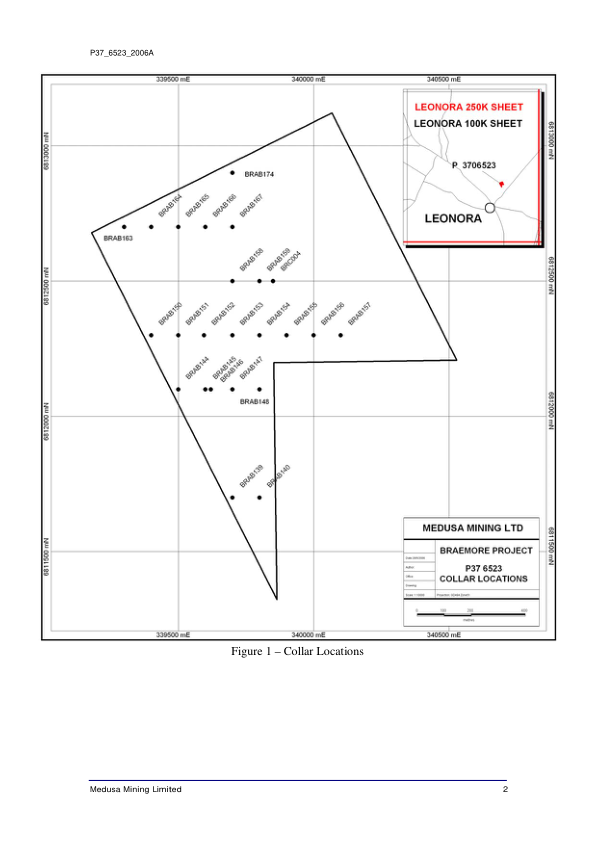 P37_6523_2006A
339500 mE
340000 mE
340500 mE
6813000 mN
6812500 mN
6812000 mN
6811500 mN
6813000 mN
6812500 mN
6812000 mN
6811500 mN
LEONORA 250K SHEET
LEONORA 100K SHEET
P 3706523
LEONORA
BRAB174
BRAB163
BRAB164
BRAB165
BRAB166
BRAB167
BRAB158
BRAB159
BRC004
BRAB150
BRAB151
BRAB152
BRAB153
BRAB154
BRAB155
BRAB156
BRAB157
BRAB144
BRAB145
BRAB146
BRAB147
BRAB148
BRAB139
BRAB140
MEDUSA MINING LTD
BRAEMORE PROJECT
P37 6523
COLLAR LOCATIONS
339500 mE
340000 mE
340500 mE
Figure 1 – Collar Locations
Medusa Mining Limited
2